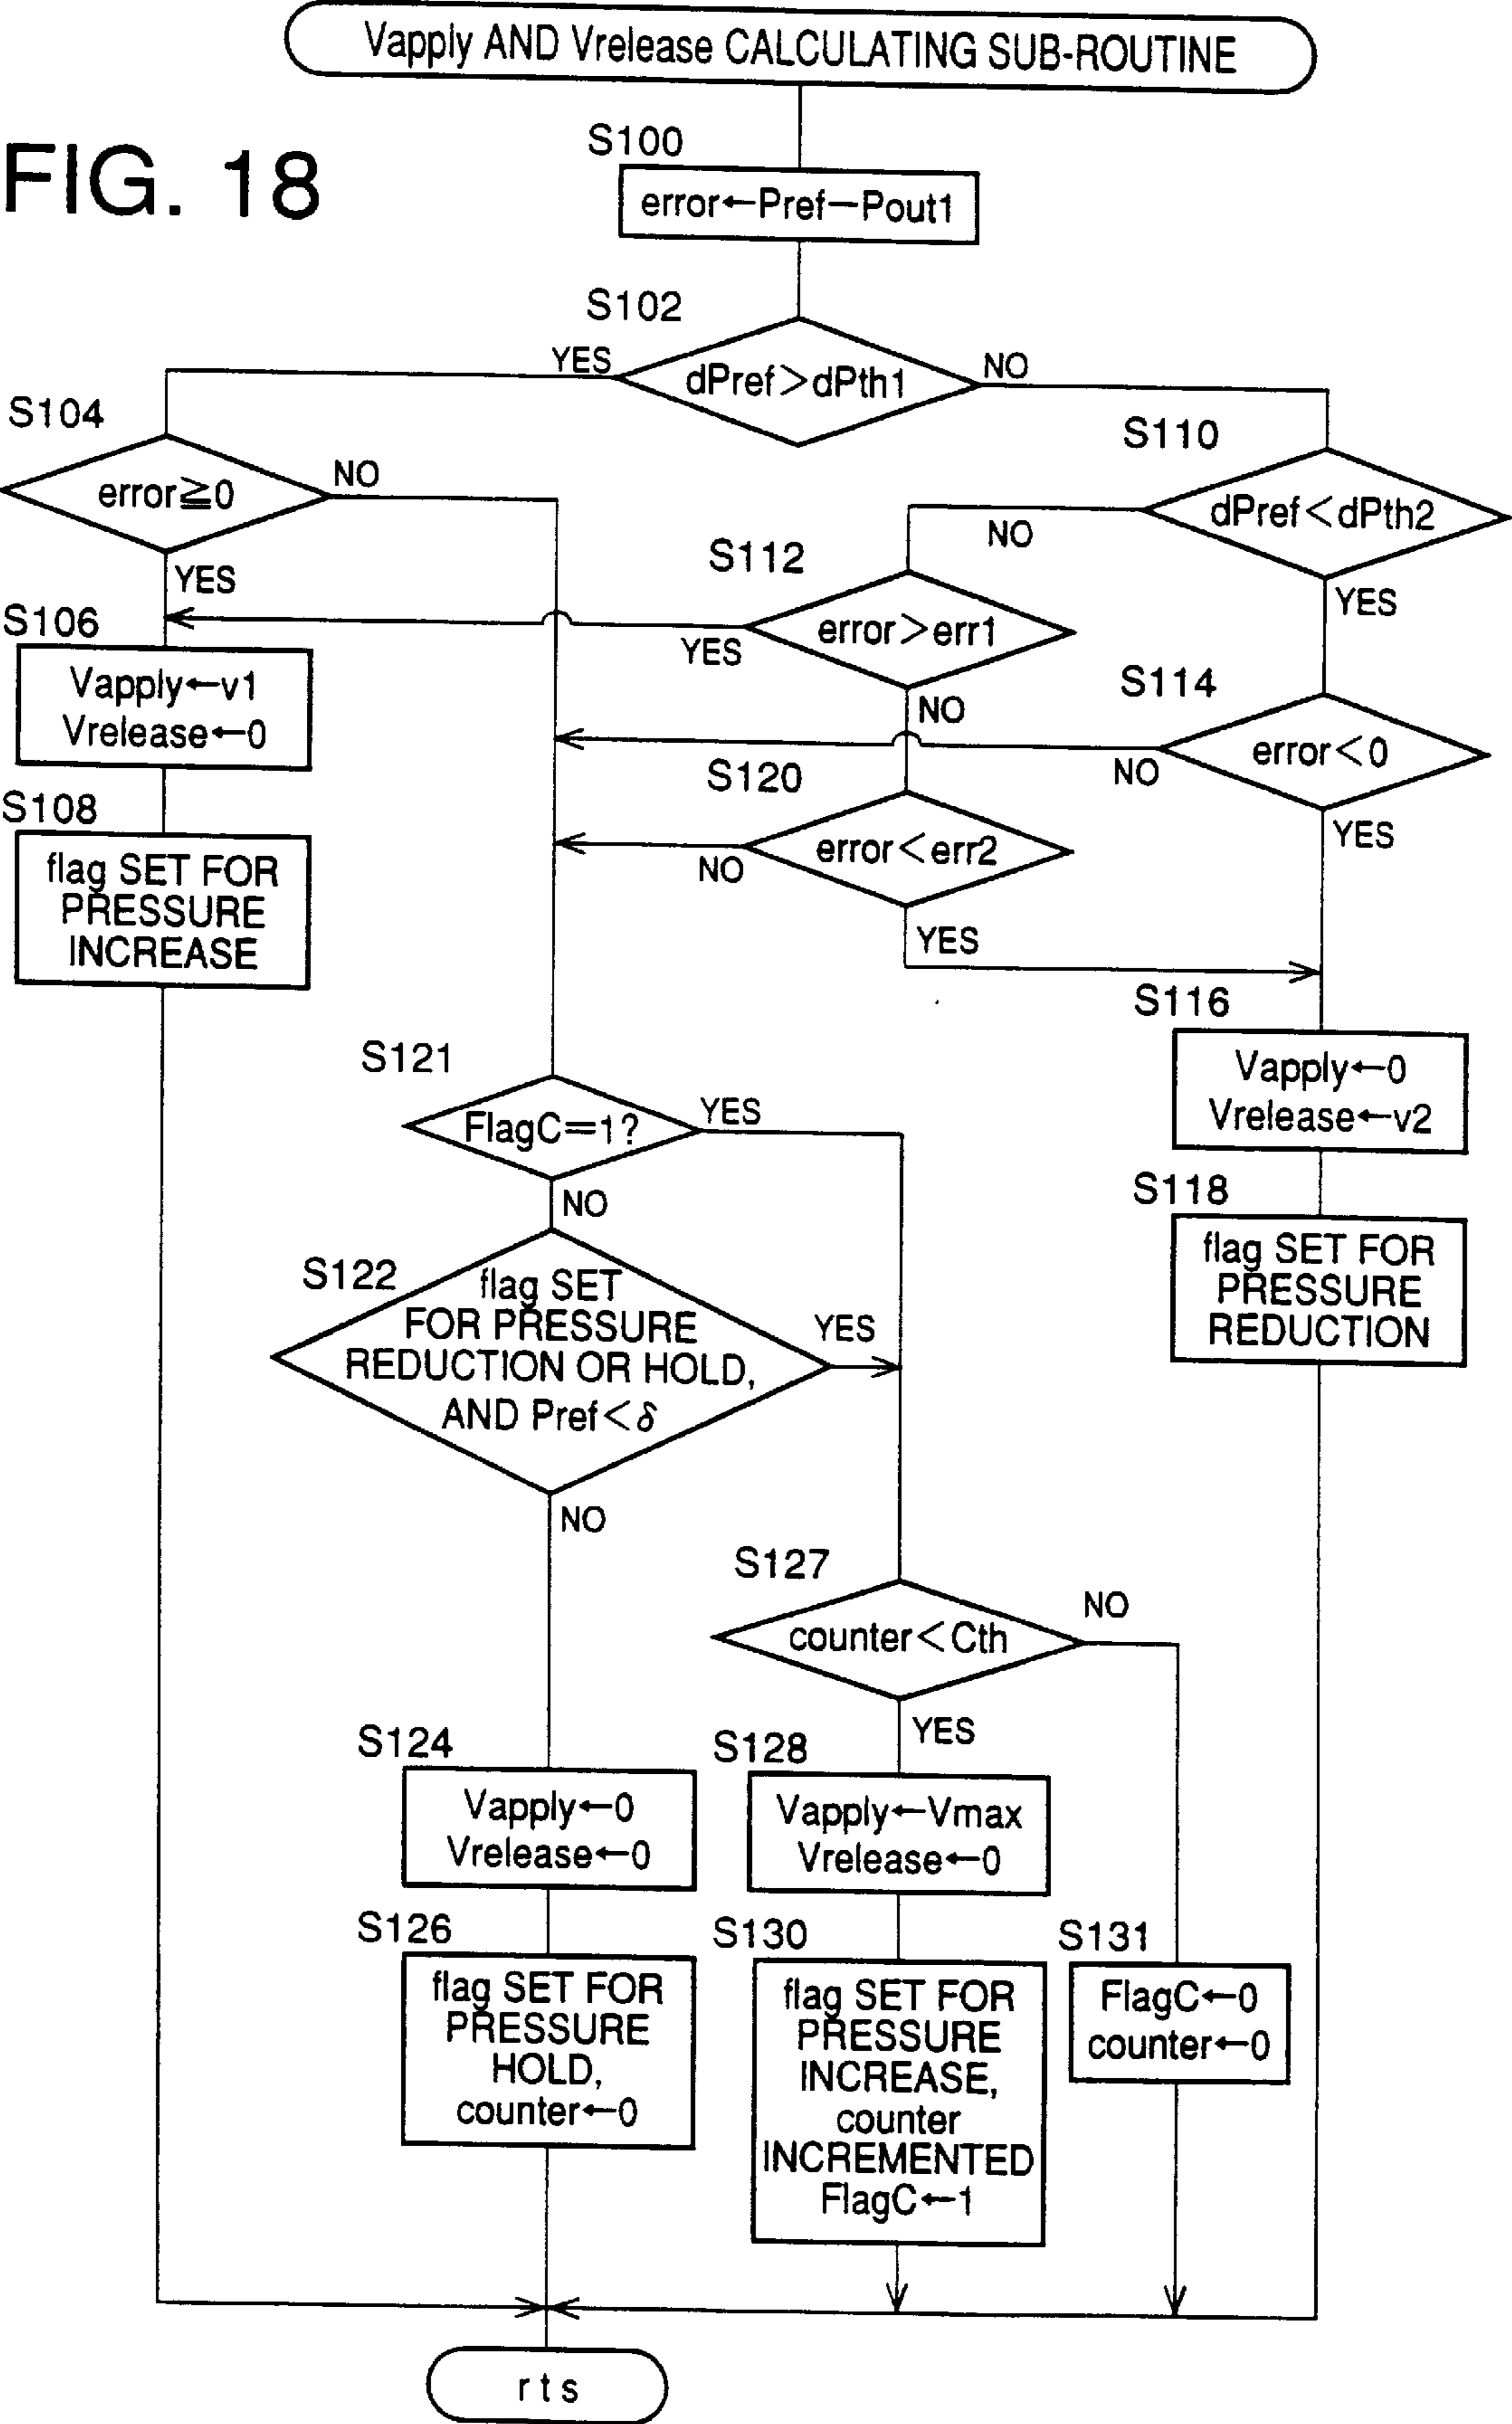 Vapply AND Vrelease CALCULATING SUB-ROUTINE
FIG. 18
S100
error←Pref−Pout1
S102
YES
dPref>dPth1
NO
S104
error≧0
NO
YES
S110
dPref<dPth2
NO
YES
S112
error>err1
YES
NO
S106
Vapply←v1
Vrelease←0
S114
error<0
NO
YES
S108
flag SET FOR
PRESSURE
INCREASE
S120
error<err2
NO
YES
S116
Vapply←0
Vrelease←v2
S118
flag SET FOR
PRESSURE
REDUCTION
S121
FlagC=1?
YES
NO
S122
flag SET
FOR PRESSURE
REDUCTION OR HOLD,
AND Pref<δ
YES
NO
S127
counter<Cth
NO
YES
S124
Vapply←0
Vrelease←0
S128
Vapply←Vmax
Vrelease←0
S126
flag SET FOR
PRESSURE
HOLD,
counter←0
S130
flag SET FOR
PRESSURE
INCREASE,
counter
INCREMENTED
FlagC←1
S131
FlagC←0
counter←0
rts